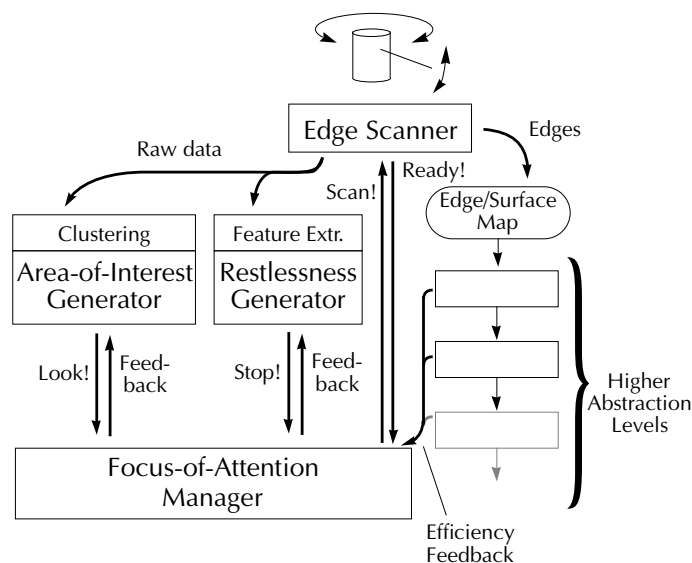 Edge Scanner
Edges
Raw data
Scan!
Ready!
Edge/Surface
Map
Clustering
Area-of-Interest
Generator
Feature Extr.
Restlessness
Generator
Look!
Feed-
back
Stop!
Feed-
back
Higher
Abstraction
Levels
Focus-of-Attention
Manager
Efficiency
Feedback